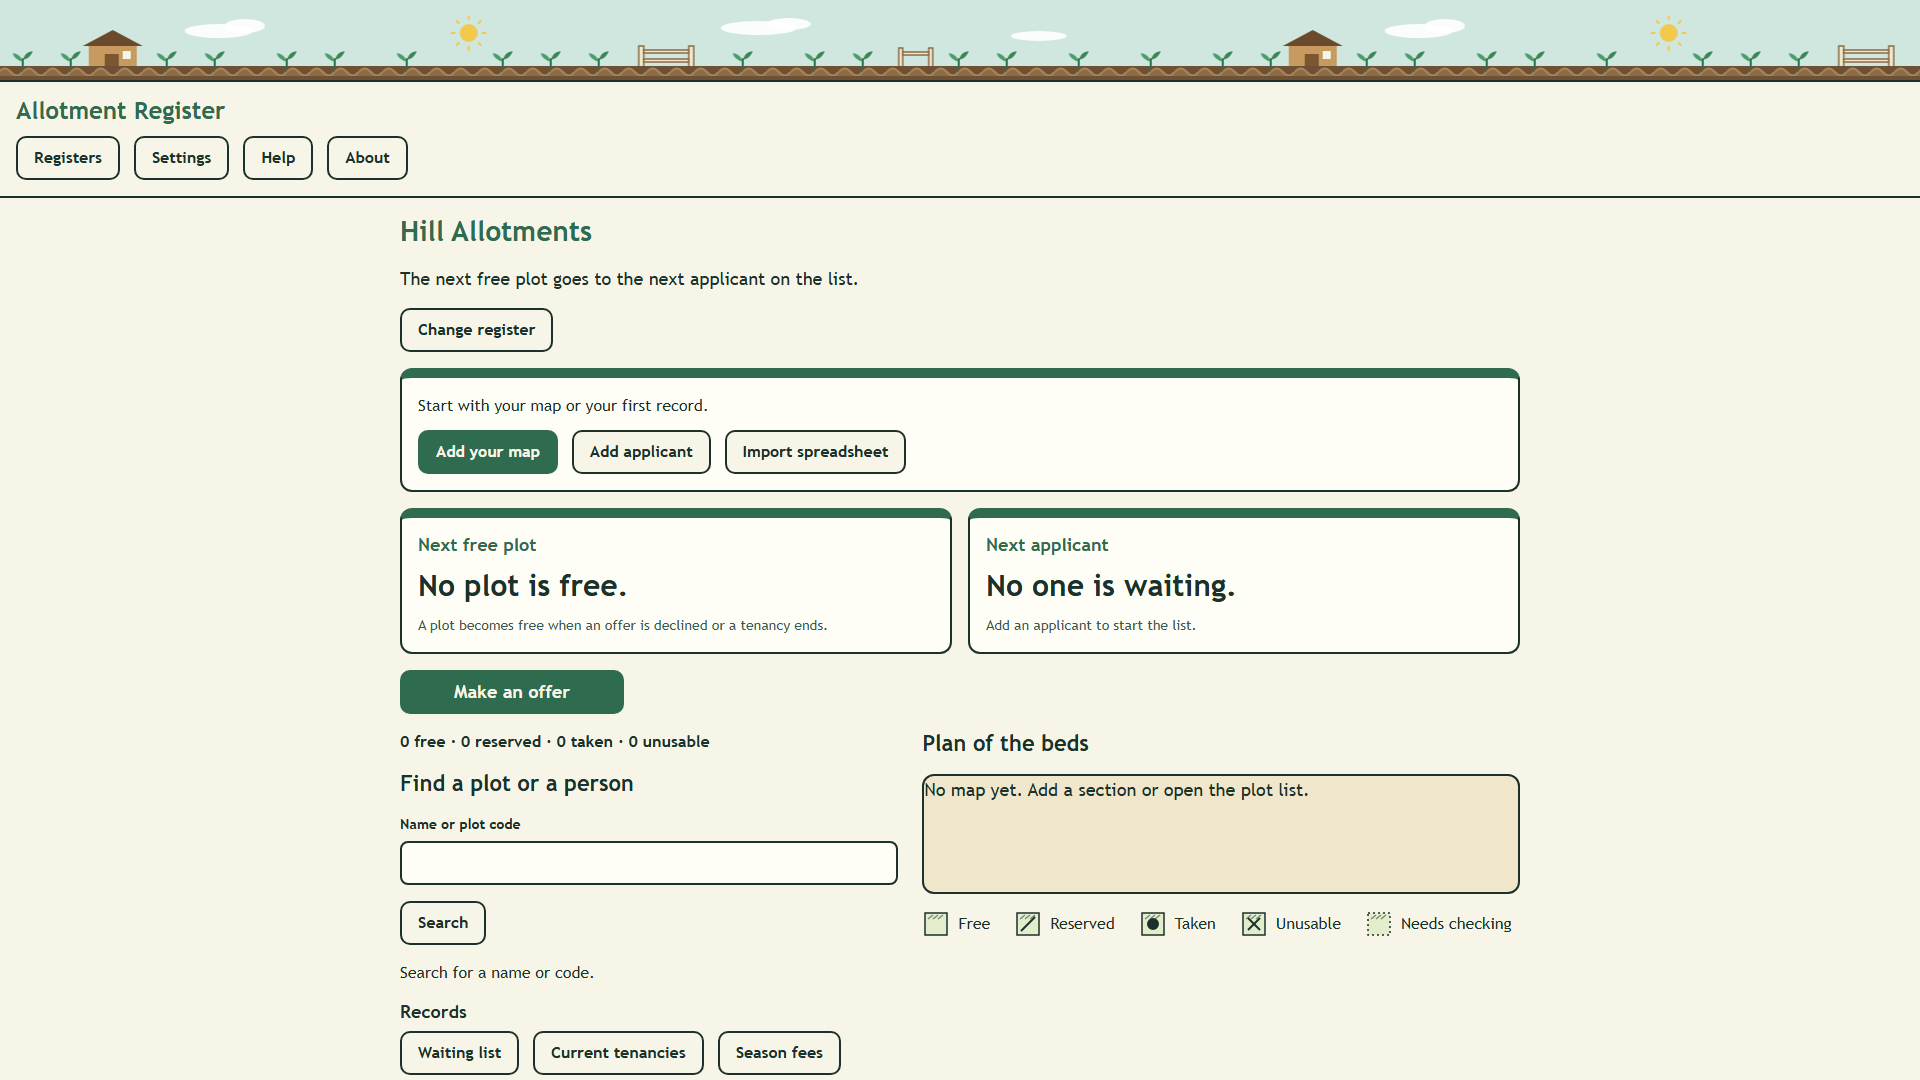 Allotment Register
Registers
Settings
Help
About
Hill Allotments
The next free plot goes to the next applicant on the list.
Change register
Start with your map or your first record.
Add your map
Add applicant
Import spreadsheet
Next free plot
No plot is free.
A plot becomes free when an offer is declined or a tenancy ends.
Next applicant
No one is waiting.
Add an applicant to start the list.
Make an offer
0 free · 0 reserved · 0 taken · 0 unusable
Find a plot or a person
Name or plot code
Search
Search for a name or code.
Records
Waiting list
Current tenancies
Season fees
Plan of the beds
No map yet. Add a section or open the plot list.
Free
Reserved
Taken
Unusable
Needs checking